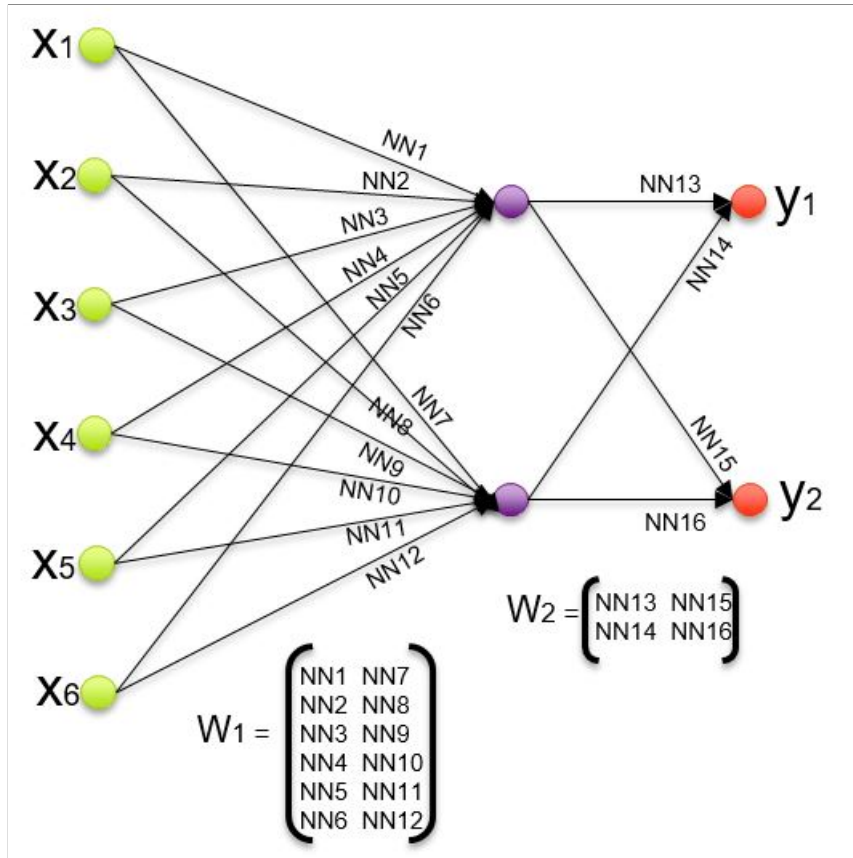 x1
x2
x3
x4
x5
x6
NN1
NN2
NN3
NN4
NN5
NN6
NN7
NN8
NN9
NN10
NN11
NN12
NN13
NN14
NN15
NN16
y1
y2
W2 =
NN13 NN15
NN14 NN16
W1 =
NN1 NN7
NN2 NN8
NN3 NN9
NN4 NN10
NN5 NN11
NN6 NN12